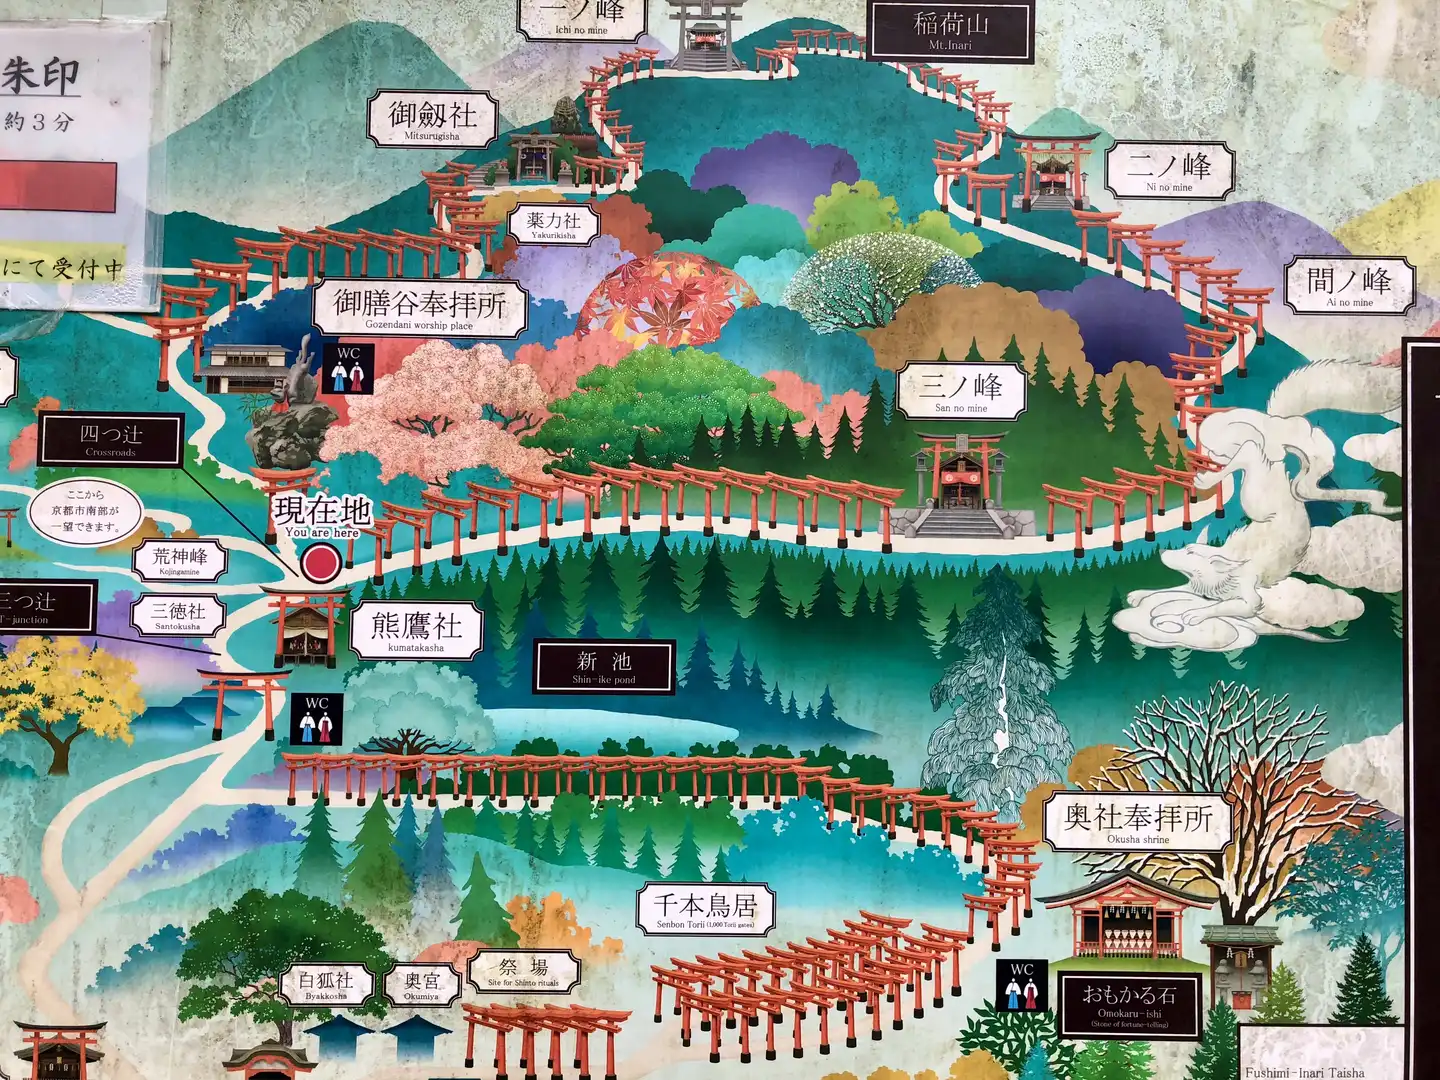 一ノ峰
Ichi no mine
稲荷山
Mt.Inari
朱印
約3分
にて受付中
御劔社
Mitsurugisha
二ノ峰
Ni no mine
薬力社
Yakurikisha
間ノ峰
Ai no mine
御膳谷奉拝所
Gozendani worship place
WC
三ノ峰
San no mine
四つ辻
Crossroads
ここから
京都市南部が
一望できます。
現在地
You are here
荒神峰
Kojingamine
三つ辻
T-junction
三徳社
Santokusha
熊鷹社
kumatakasha
新池
Shin-ike pond
WC
奥社奉拝所
Okusha shrine
千本鳥居
Senbon Torii (1,000 Torii gates)
白狐社
Byakkosha
奥宮
Okumiya
祭場
Site for Shinto rituals
WC
おもかる石
Omokaru-ishi
(Stone of fortune-telling)
Fushimi-Inari Taisha